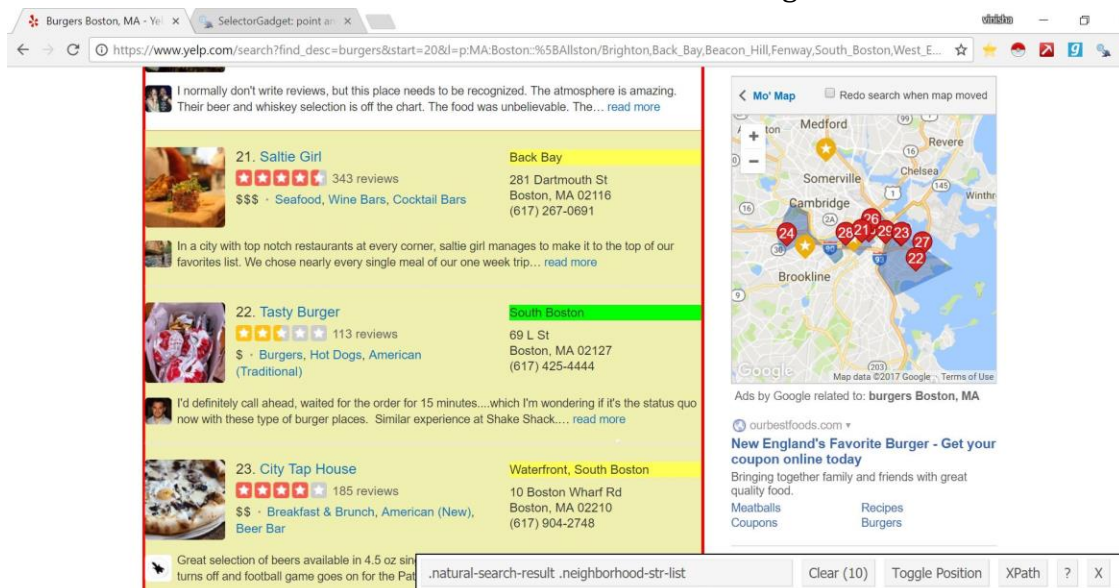 Burgers Boston, MA - Yel
SelectorGadget: point an
https://www.yelp.com/search?find_desc=burgers&start=20&l=p:MA:Boston::%5BAllston/Brighton,Back_Bay,Beacon_Hill,Fenway,South_Boston,West_E...
I normally don't write reviews, but this place needs to be recognized. The atmosphere is amazing.
Their beer and whiskey selection is off the chart. The food was unbelievable. The… read more
21. Saltie Girl
343 reviews
$$$ · Seafood, Wine Bars, Cocktail Bars
Back Bay
281 Dartmouth St
Boston, MA 02116
(617) 267-0691
In a city with top notch restaurants at every corner, saltie girl manages to make it to the top of our
favorites list. We chose nearly every single meal of our one week trip… read more
22. Tasty Burger
113 reviews
$ · Burgers, Hot Dogs, American
(Traditional)
South Boston
69 L St
Boston, MA 02127
(617) 425-4444
I'd definitely call ahead, waited for the order for 15 minutes....which I'm wondering if it's the status quo
now with these type of burger places. Similar experience at Shake Shack.… read more
23. City Tap House
185 reviews
$$ · Breakfast & Brunch, American (New),
Beer Bar
Waterfront, South Boston
10 Boston Wharf Rd
Boston, MA 02210
(617) 904-2748
Great selection of beers available in 4.5 oz sin
turns off and football game goes on for the Pat
Mo' Map
Redo search when map moved
Medford
Revere
Chelsea
Somerville
Winthr
Cambridge
Brookline
99
16
1
145
16
2A
26
24
28
21
29
23
27
22
30
90
93
9
203
Google
Map data ©2017 Google
Terms of Use
Ads by Google related to: burgers Boston, MA
ourbestfoods.com
New England's Favorite Burger - Get your
coupon online today
Bringing together family and friends with great
quality food.
Meatballs Recipes
Coupons Burgers
.natural-search-result .neighborhood-str-list
Clear (10) Toggle Position XPath ? X